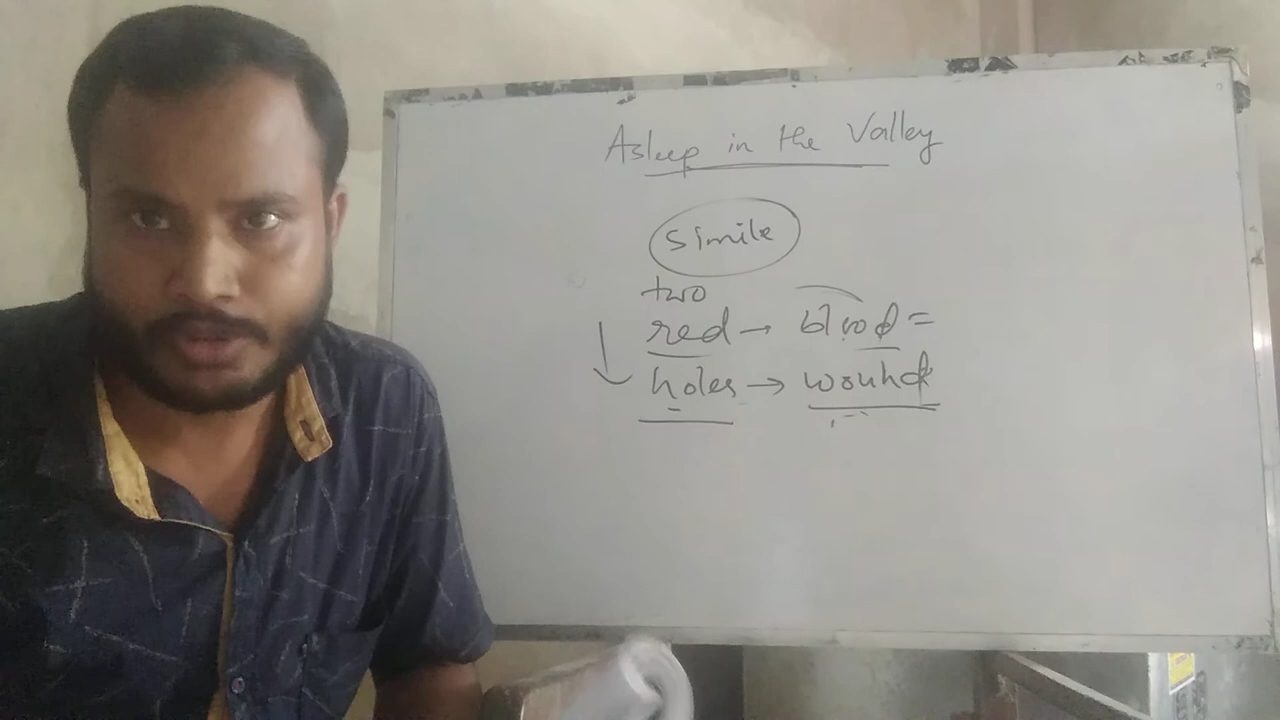 Asleep in the Valley
Simile
two
red → blood =
holes → wound